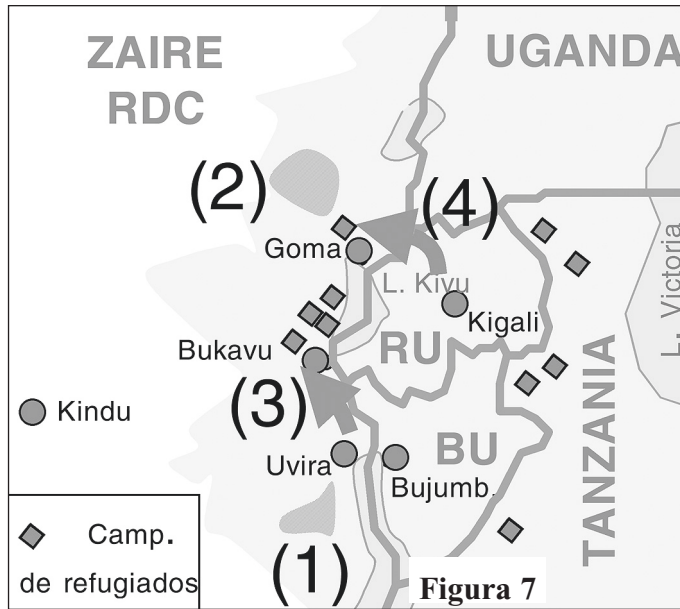 ZAIRE
RDC
UGANDA
(2)
(4)
Goma
L. Kivu
L. Victoria
Kigali
Bukavu
RU
(3)
Kindu
TANZANIA
BU
Uvira
Bujumb.
(1)
Camp.
de refugiados
Figura 7